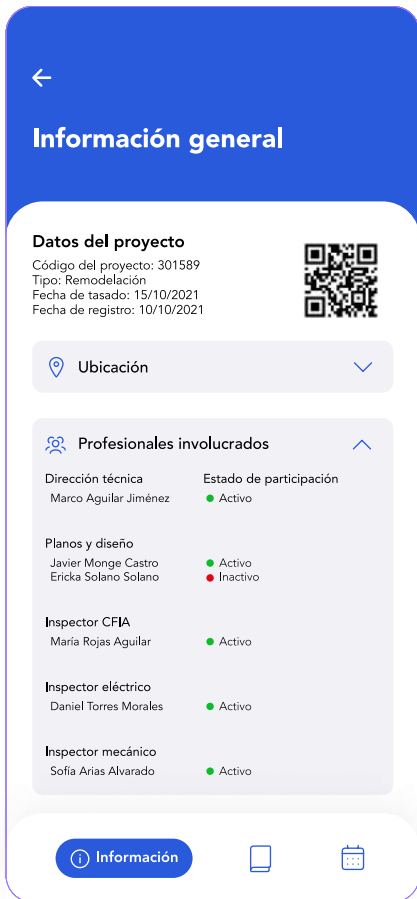 Información general
Datos del proyecto
Código del proyecto: 301589
Tipo: Remodelación
Fecha de tasado: 15/10/2021
Fecha de registro: 10/10/2021
Ubicación
Profesionales involucrados
Dirección técnica Estado de participación
Marco Aguilar Jiménez Activo
Planos y diseño
Javier Monge Castro Activo
Ericka Solano Solano Inactivo
Inspector CFIA
María Rojas Aguilar Activo
Inspector eléctrico
Daniel Torres Morales Activo
Inspector mecánico
Sofía Arias Alvarado Activo
Información